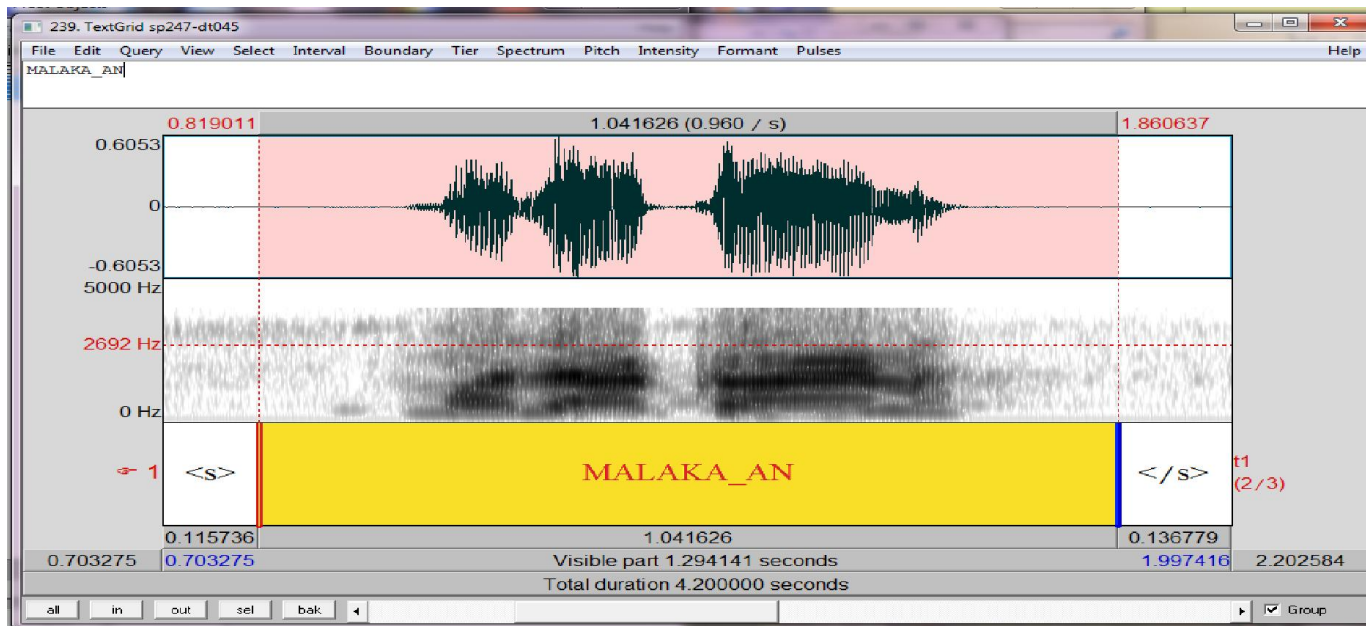 239. TextGrid sp247-dt045
File Edit Query View Select Interval Boundary Tier Spectrum Pitch Intensity Formant Pulses Help
MALAKA_AN
0.819011 1.041626 (0.960 / s) 1.860637
0.6053
0
-0.6053
5000 Hz
2692 Hz
0 Hz
☞ 1 <s> MALAKA_AN </s> t1
(2/3)
0.115736 1.041626 0.136779
0.703275 0.703275 Visible part 1.294141 seconds 1.997416 2.202584
Total duration 4.200000 seconds
all in out sel bak Group